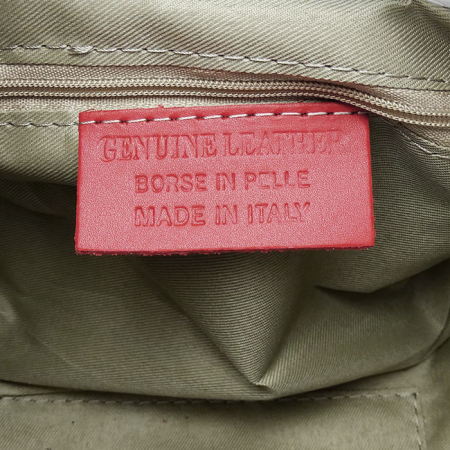 GENUINE LEATHER
BORSE IN PELLE
MADE IN ITALY